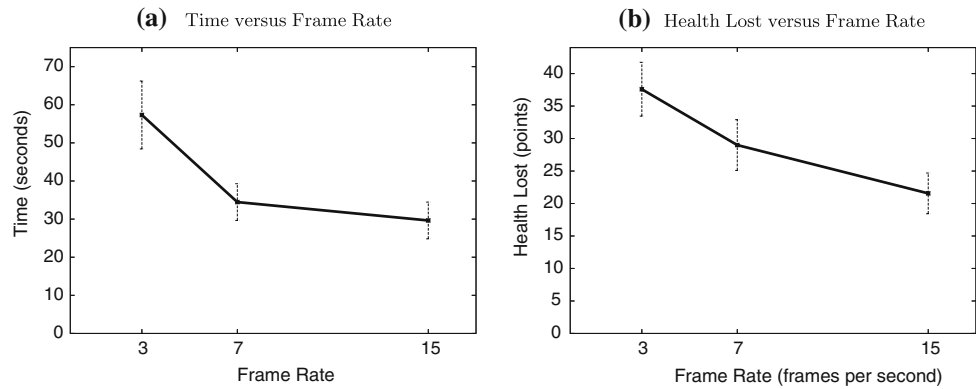 (a) Time versus Frame Rate
70
60
50
40
30
20
10
0
Time (seconds)
3 7 15
Frame Rate
(b) Health Lost versus Frame Rate
40
35
30
25
20
15
10
5
0
Health Lost (points)
3 7 15
Frame Rate (frames per second)